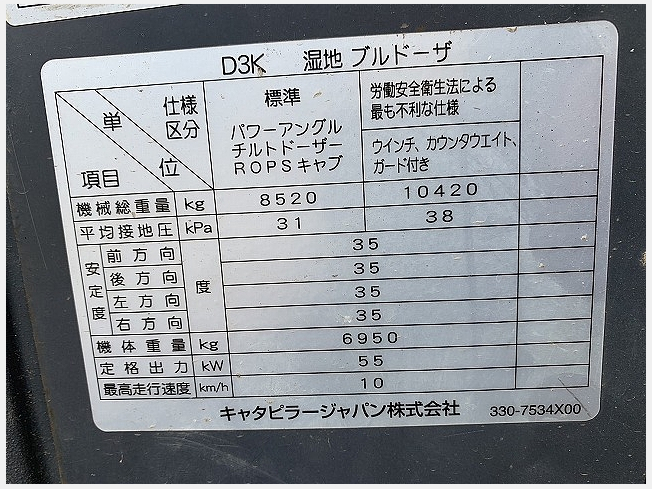 D3K 湿地 ブルドーザ
単位 仕様区分 項目
標準
パワーアングル
チルトドーザー
ROPSキャブ
労働安全衛生法による
最も不利な仕様
ウインチ、カウンタウエイト、
ガード付き
機械総重量 kg 8520 10420
平均接地圧 kPa 31 38
安定度 前方向 度 35
後方向 35
左方向 35
右方向 35
機体重量 kg 6950
定格出力 kW 55
最高走行速度 km/h 10
キャタピラージャパン株式会社 330-7534X00